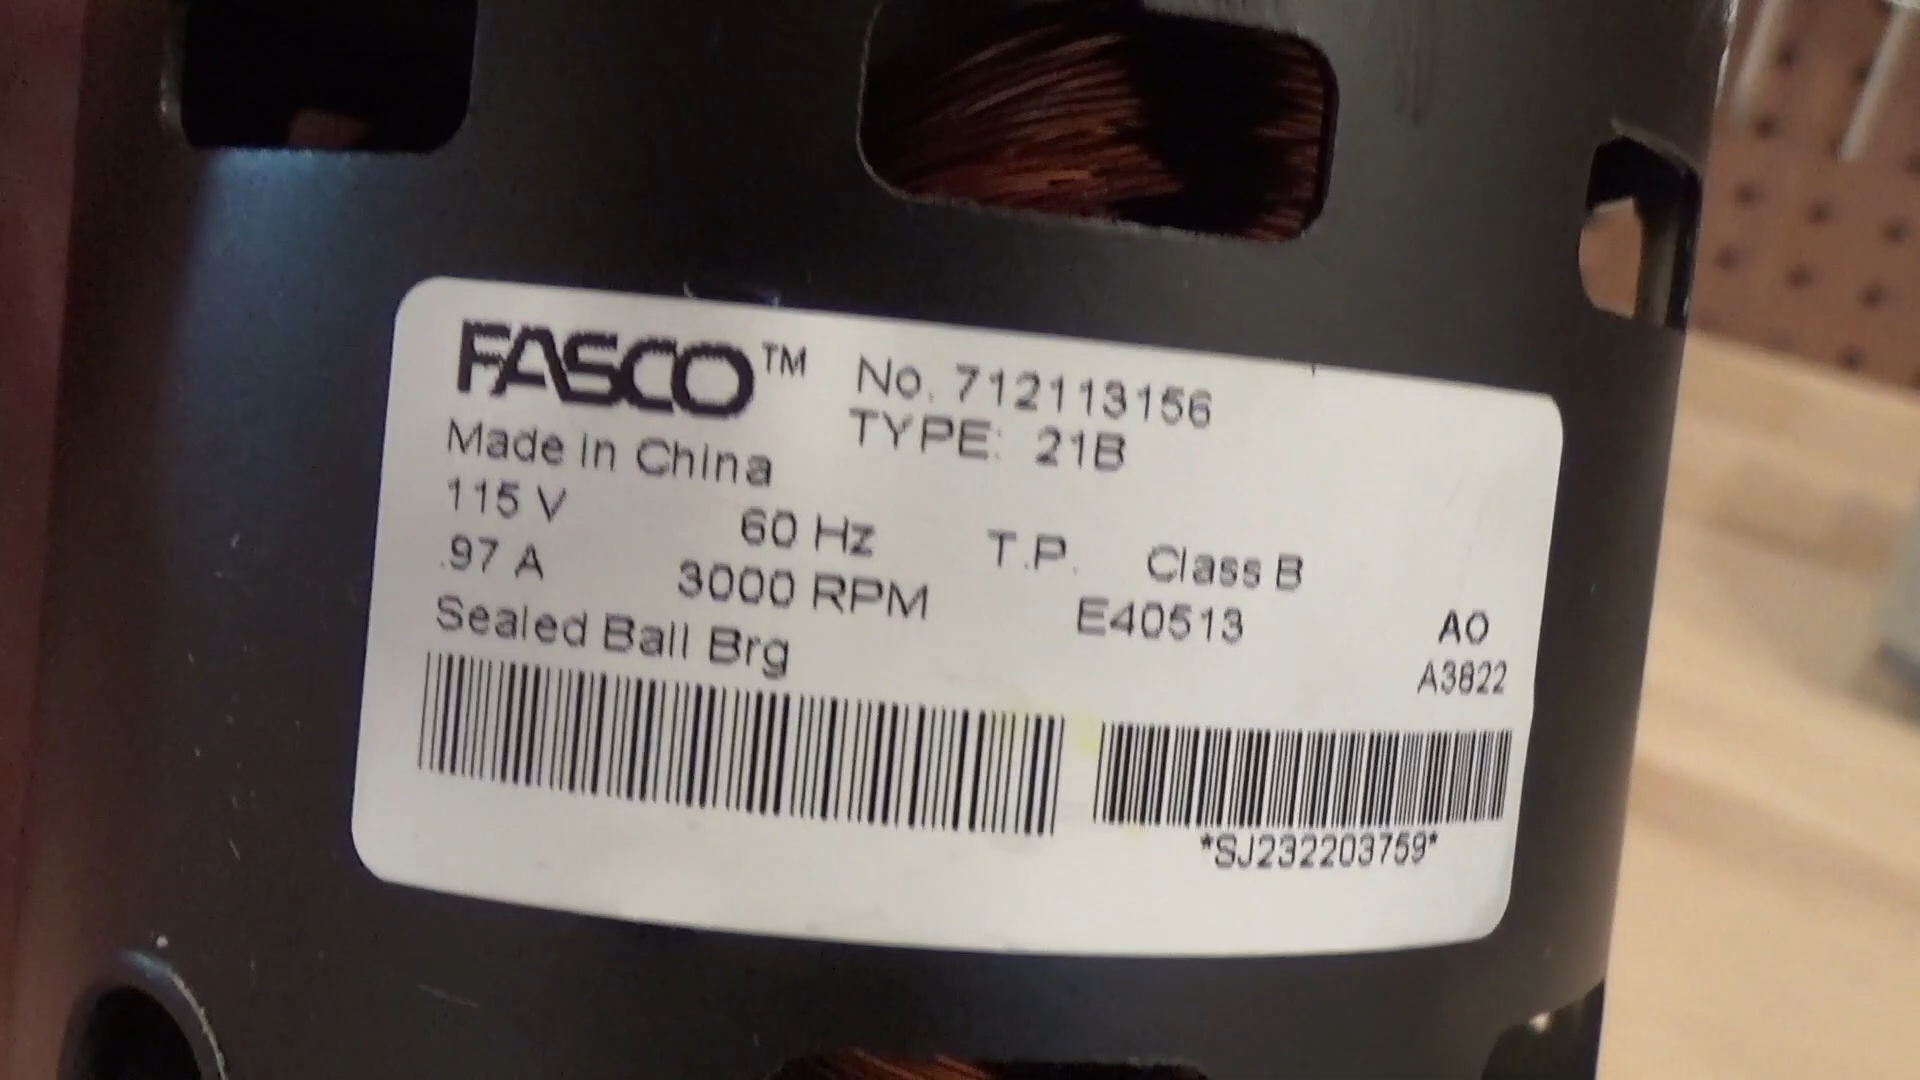 FASCO™ No. 712113156
TYPE: 21B
Made in China
115 V 60 Hz T.P. Class B
.97 A 3000 RPM E40513 AO
Sealed Ball Brg A3822
*SJ232203759*